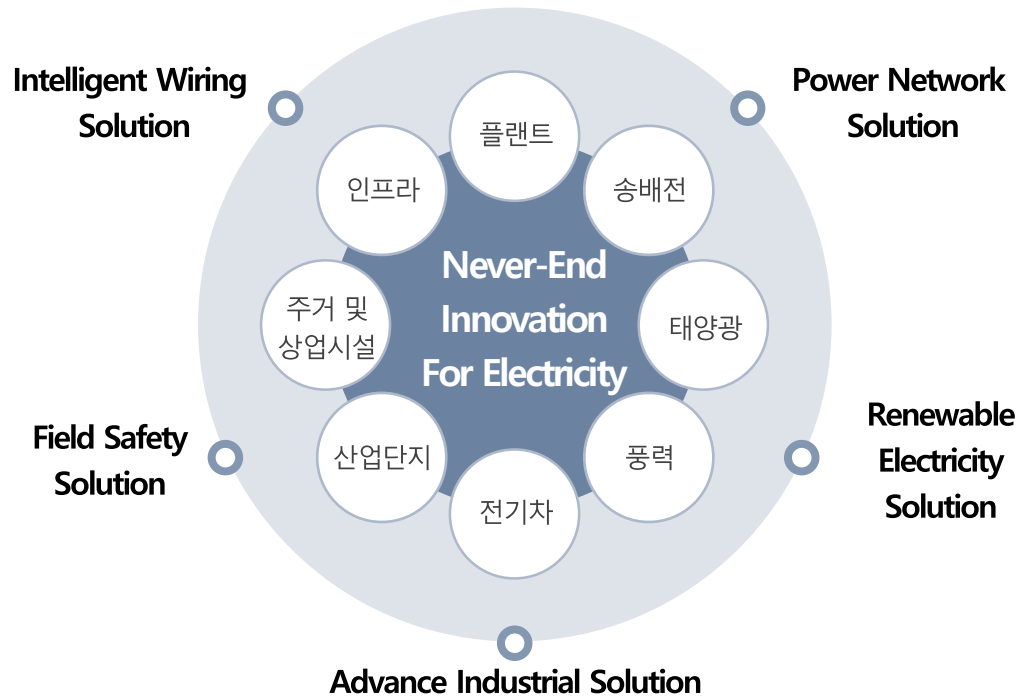 Intelligent Wiring
Solution
Power Network
Solution
플랜트
인프라
송배전
Never-End
Innovation
For Electricity
주거 및
상업시설
태양광
Field Safety
Solution
Renewable
Electricity
Solution
산업단지
풍력
전기차
Advance Industrial Solution